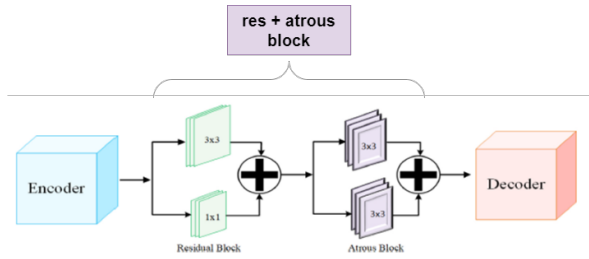 res + atrous
block
3x3
3x3
Encoder
Decoder
1x1
3x3
Residual Block
Atrous Block